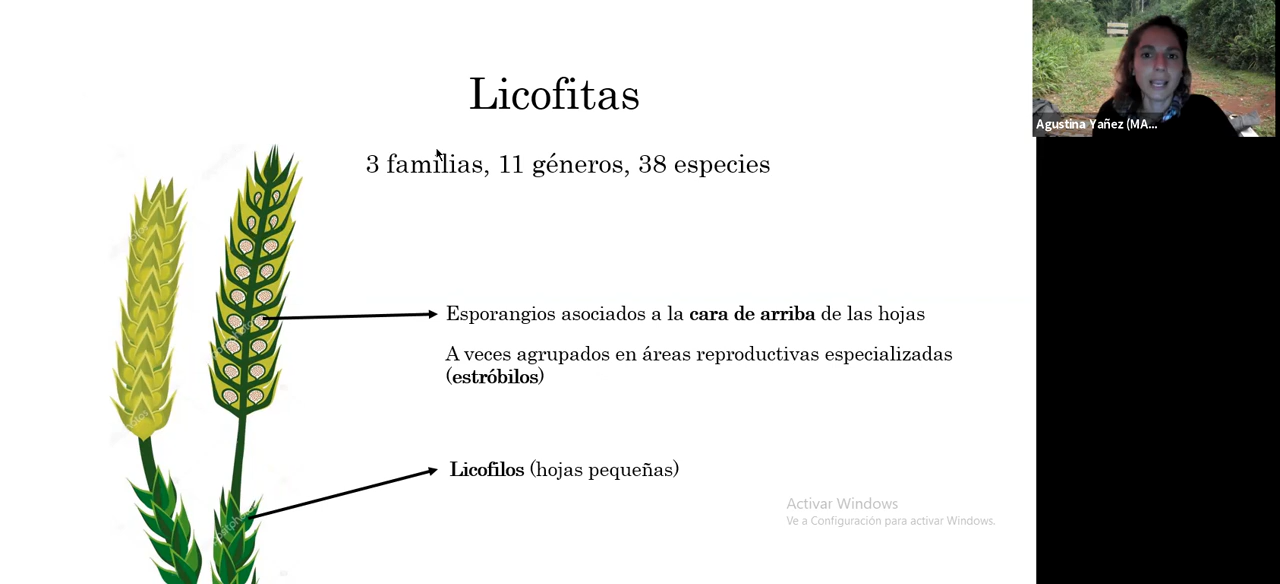 Licofitas
3 familias, 11 géneros, 38 especies
Esporangios asociados a la cara de arriba de las hojas
A veces agrupados en áreas reproductivas especializadas
(estróbilos)
Licofilos (hojas pequeñas)
Activar Windows
Ve a Configuración para activar Windows.
Agustina Yañez (MA...